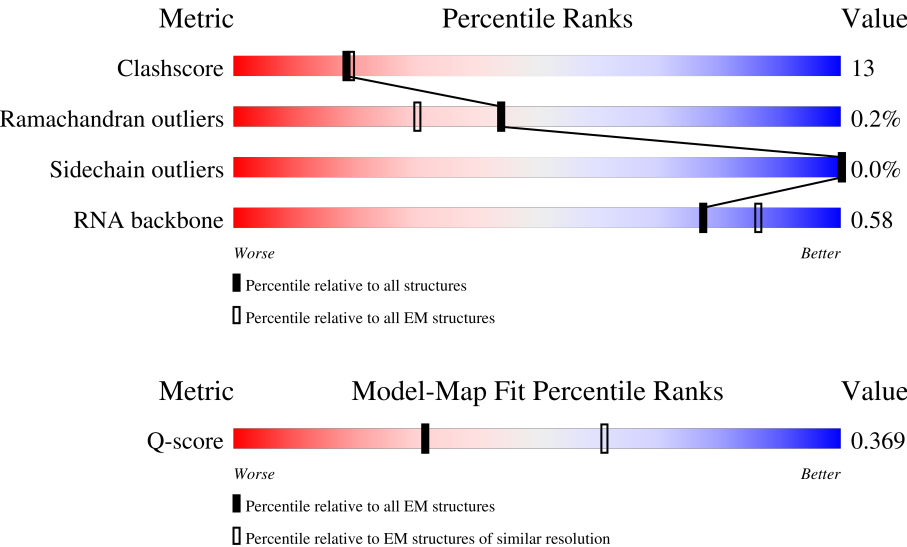 Metric Percentile Ranks Value
Clashscore 13
Ramachandran outliers 0.2%
Sidechain outliers 0.0%
RNA backbone 0.58
Worse Better
Percentile relative to all structures
Percentile relative to all EM structures
Metric Model-Map Fit Percentile Ranks Value
Q-score 0.369
Worse Better
Percentile relative to all EM structures
Percentile relative to EM structures of similar resolution